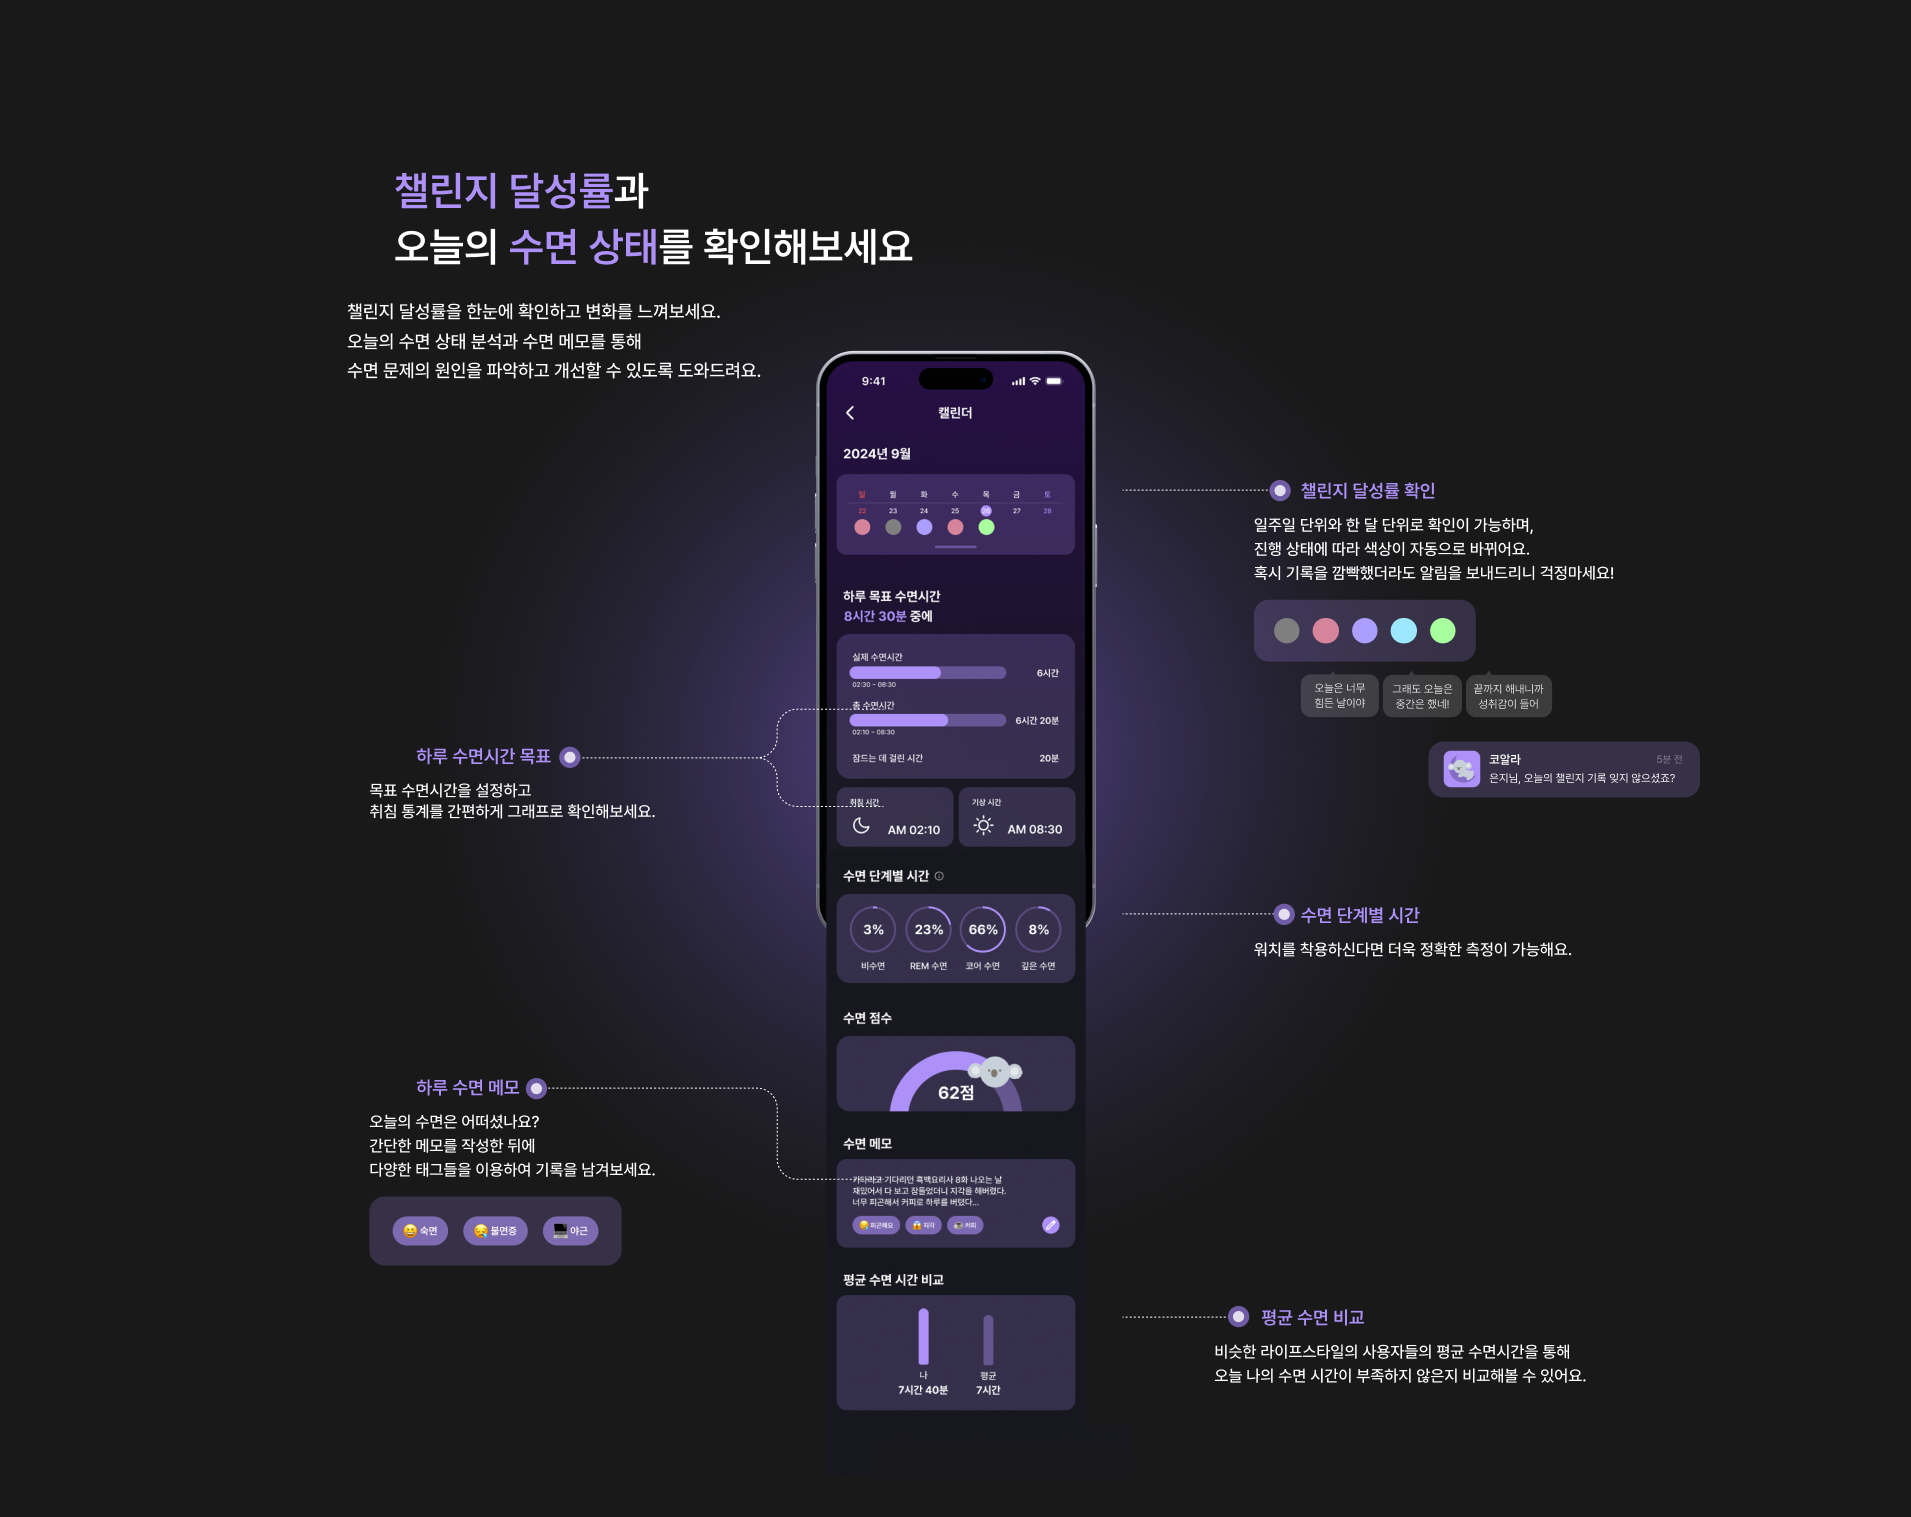 챌린지 달성률과
오늘의 수면 상태를 확인해보세요
챌린지 달성률을 한눈에 확인하고 변화를 느껴보세요.
오늘의 수면 상태 분석과 수면 메모를 통해
수면 문제의 원인을 파악하고 개선할 수 있도록 도와드려요.
9:41
캘린더
2024년 9월
일 월 화 수 목 금 토
22 23 24 25 26 27 28
하루 목표 수면시간
8시간 30분 중에
실제 수면시간
6시간
02:30 ~ 08:30
총 수면시간
6시간 20분
02:10 ~ 08:30
잠드는 데 걸린 시간 20분
취침 시간
AM 02:10
기상 시간
AM 08:30
수면 단계별 시간
3% 23% 66% 8%
비수면 REM 수면 코어 수면 깊은 수면
수면 점수
62점
수면 메모
기다리던 흑백요리사 8화 나오는 날
재밌어서 다 보고 잠들었더니 지각을 해버렸다.
너무 피곤해서 커피로 하루를 버텼다...
피곤해요 지각 커피
평균 수면 시간 비교
나 평균
7시간 40분 7시간
하루 수면시간 목표
목표 수면시간을 설정하고
취침 통계를 간편하게 그래프로 확인해보세요.
하루 수면 메모
오늘의 수면은 어떠셨나요?
간단한 메모를 작성한 뒤에
다양한 태그들을 이용하여 기록을 남겨보세요.
숙면 불면증 야근
챌린지 달성률 확인
일주일 단위와 한 달 단위로 확인이 가능하며,
진행 상태에 따라 색상이 자동으로 바뀌어요.
혹시 기록을 깜빡했더라도 알림을 보내드리니 걱정마세요!
오늘은 너무
힘든 날이야
그래도 오늘은
중간은 했네!
끝까지 해내니까
성취감이 들어
코알라 5분 전
은지님, 오늘의 챌린지 기록 잊지 않으셨죠?
수면 단계별 시간
워치를 착용하신다면 더욱 정확한 측정이 가능해요.
평균 수면 비교
비슷한 라이프스타일의 사용자들의 평균 수면시간을 통해
오늘 나의 수면 시간이 부족하지 않은지 비교해볼 수 있어요.